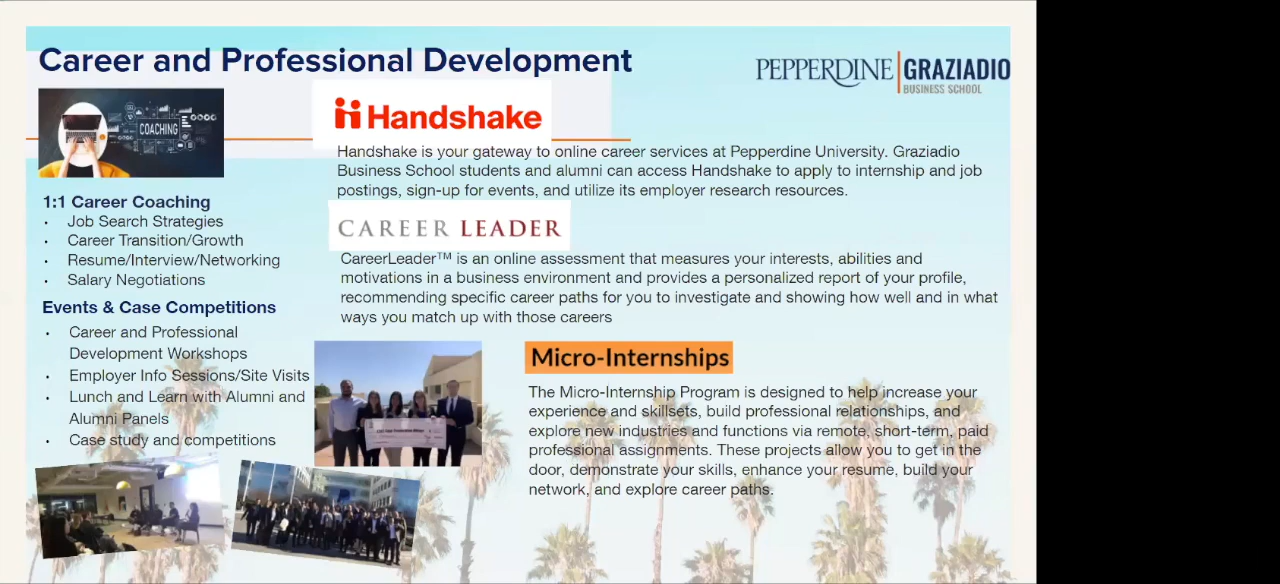 Career and Professional Development
PEPPERDINE GRAZIADIO
BUSINESS SCHOOL
COACHING
Handshake
Handshake is your gateway to online career services at Pepperdine University. Graziadio
Business School students and alumni can access Handshake to apply to internship and job
postings, sign-up for events, and utilize its employer research resources.
1:1 Career Coaching
• Job Search Strategies
• Career Transition/Growth
• Resume/Interview/Networking
• Salary Negotiations
CAREER LEADER
CareerLeader™ is an online assessment that measures your interests, abilities and
motivations in a business environment and provides a personalized report of your profile,
recommending specific career paths for you to investigate and showing how well and in what
ways you match up with those careers
Events & Case Competitions
• Career and Professional
Development Workshops
• Employer Info Sessions/Site Visits
• Lunch and Learn with Alumni and
Alumni Panels
• Case study and competitions
Micro-Internships
The Micro-Internship Program is designed to help increase your
experience and skillsets, build professional relationships, and
explore new industries and functions via remote, short-term, paid
professional assignments. These projects allow you to get in the
door, demonstrate your skills, enhance your resume, build your
network, and explore career paths.